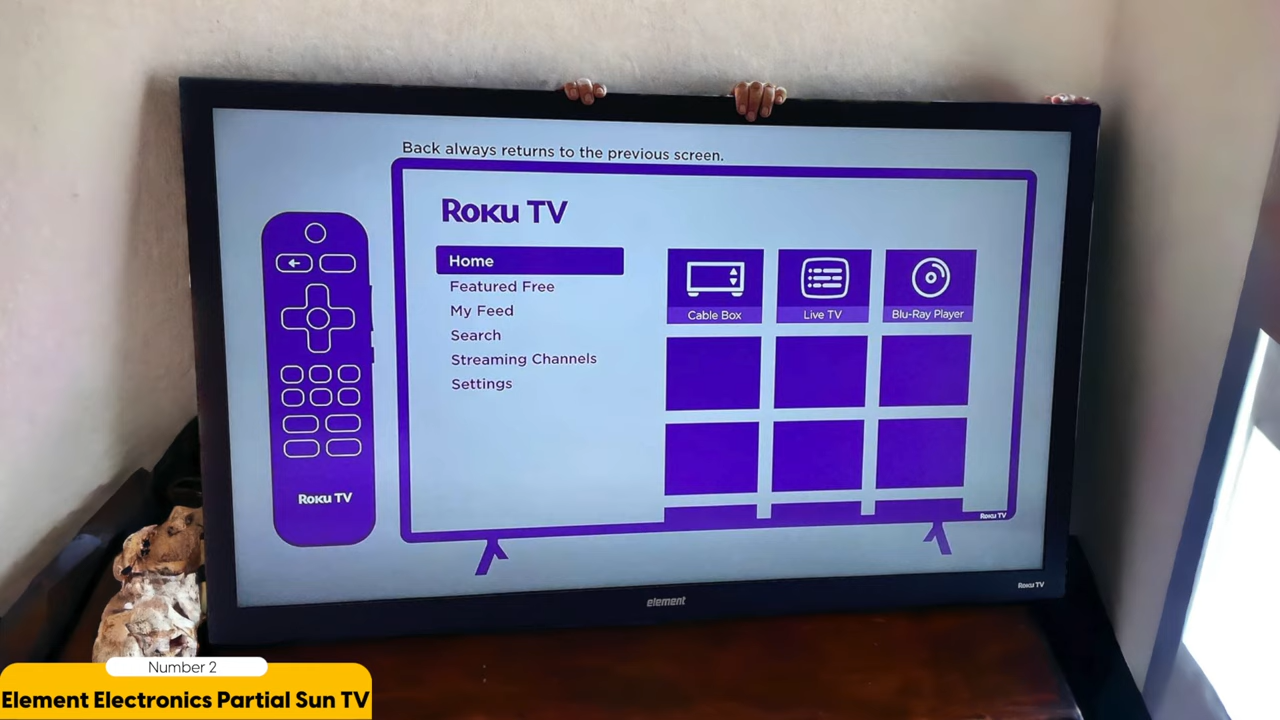 Back always returns to the previous screen.
Roku TV
Home
Featured Free
My Feed
Search
Streaming Channels
Settings
Cable Box
Live TV
Blu-Ray Player
Roku TV
Roku TV
element
Roku TV
Number 2
Element Electronics Partial Sun TV